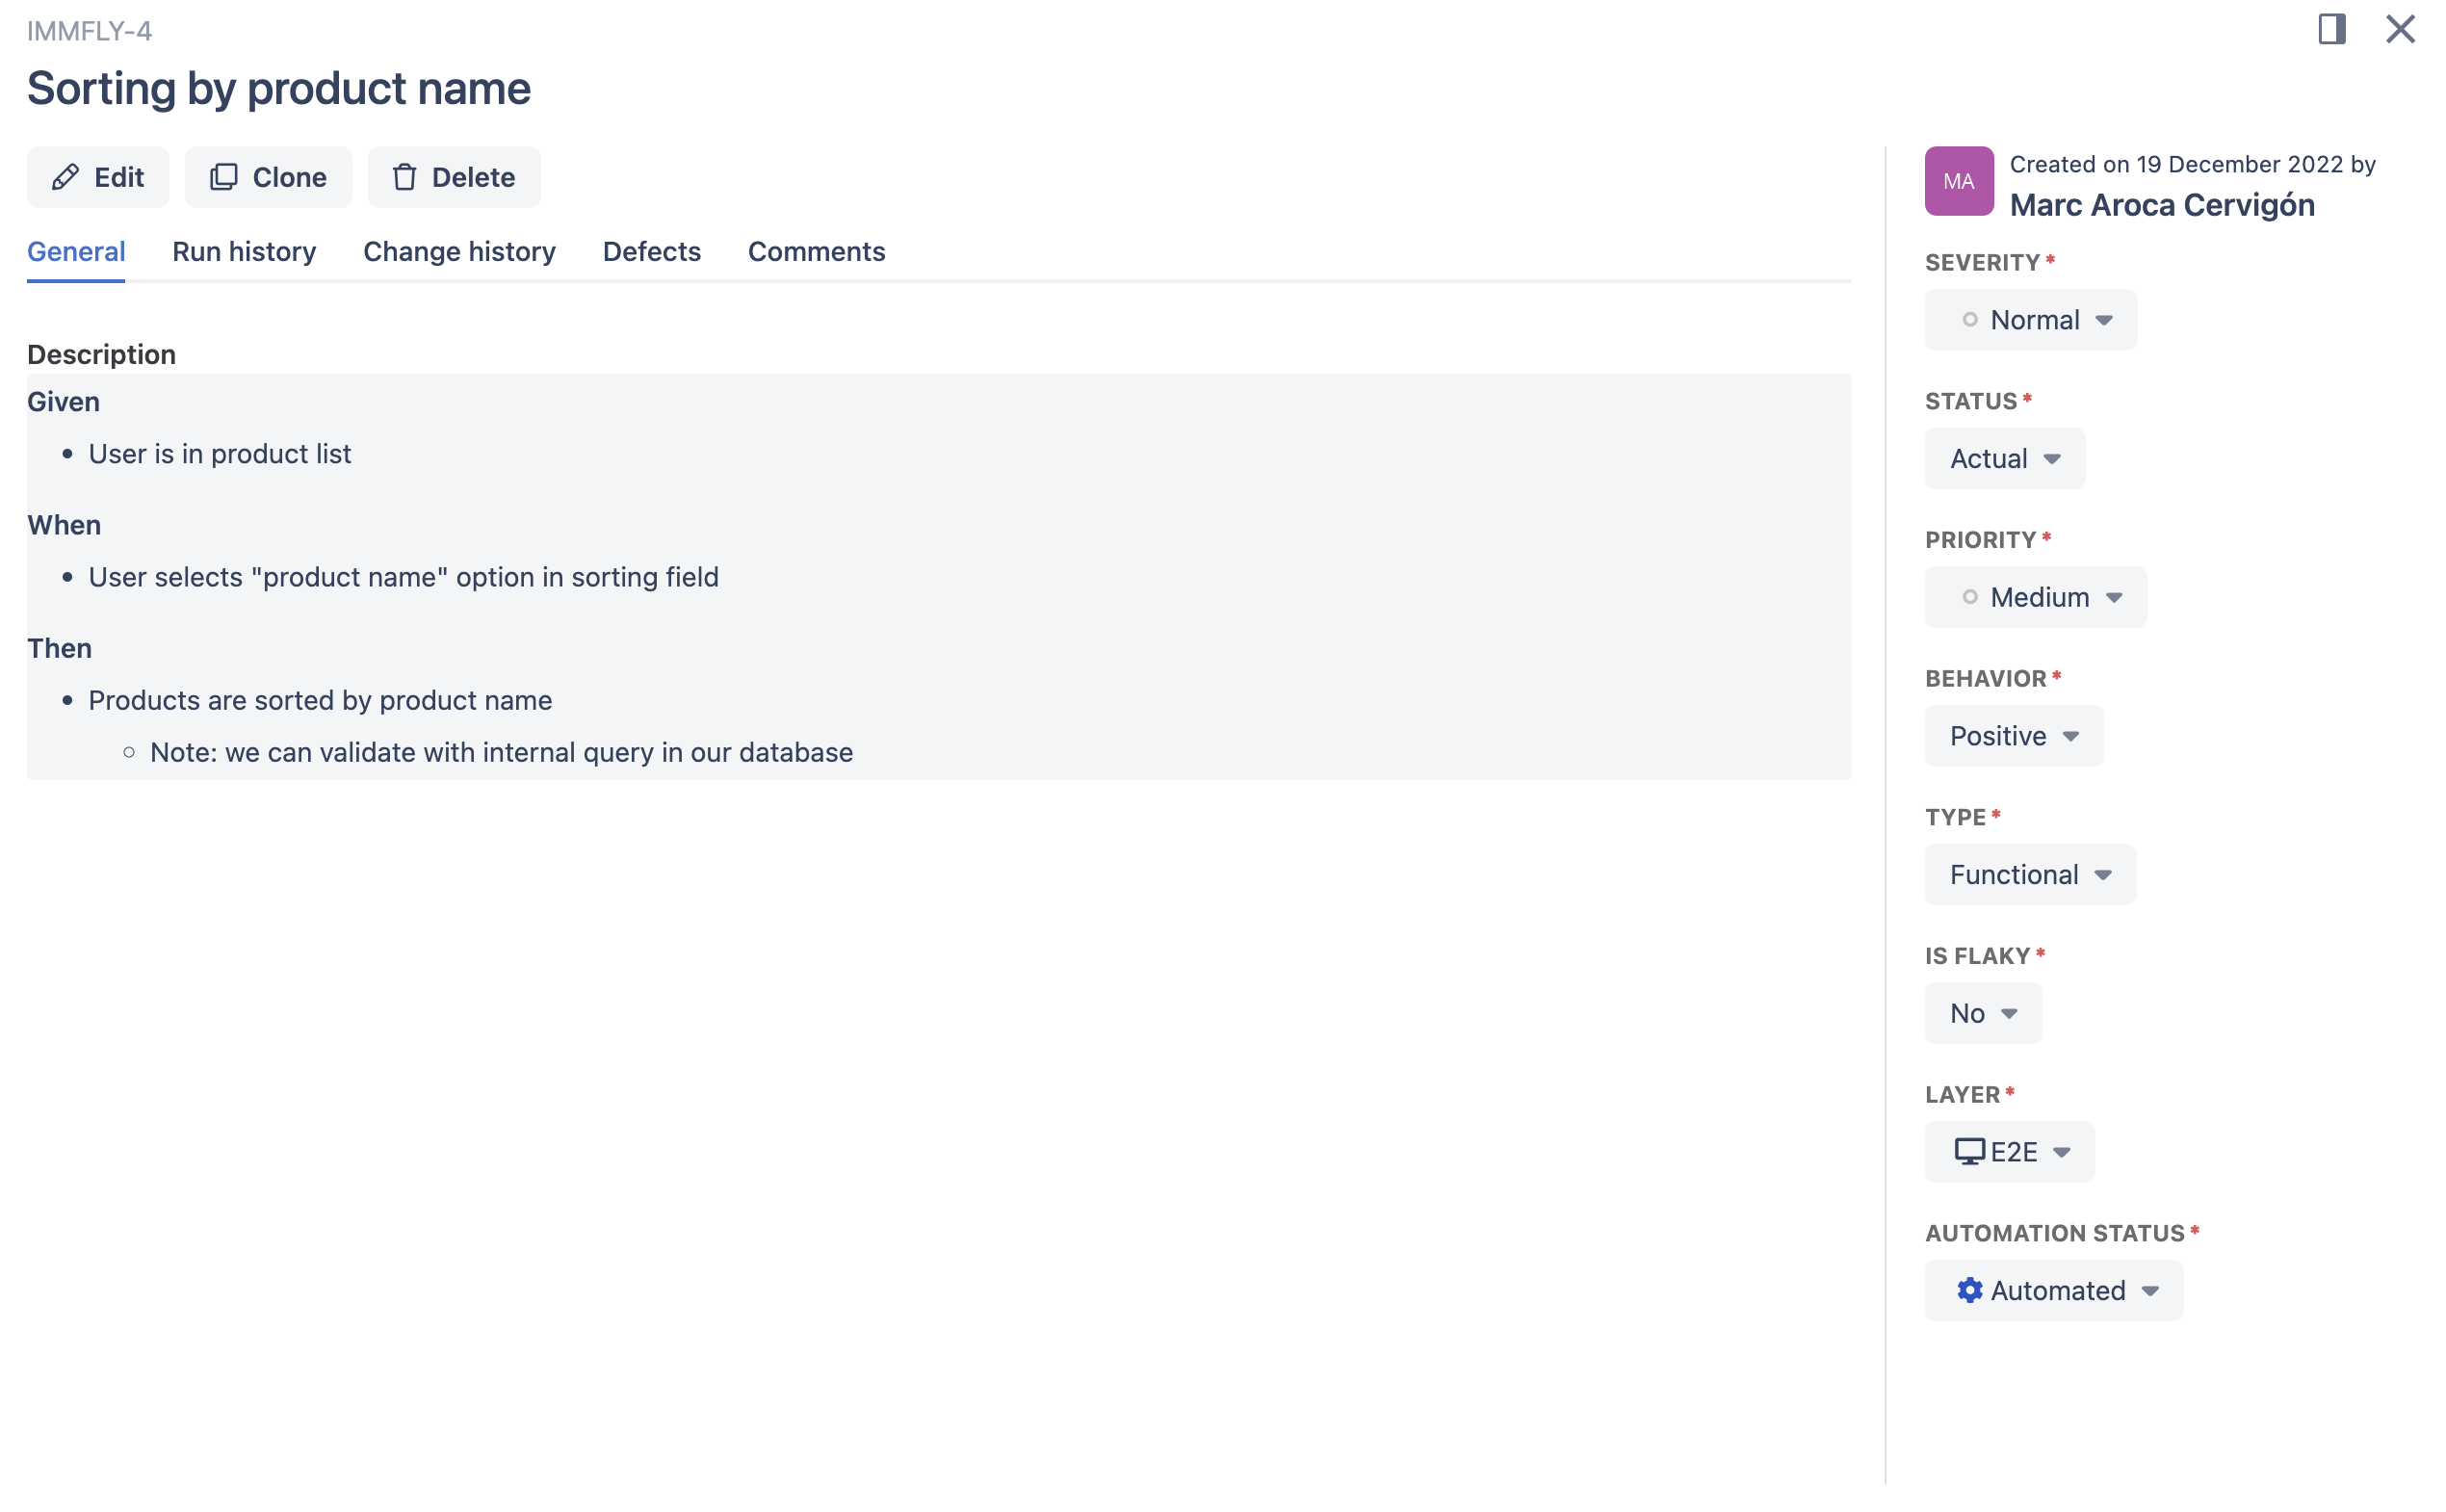 IMMFLY-4
Sorting by product name
Edit
Clone
Delete
General
Run history
Change history
Defects
Comments
Description
Given
• User is in product list
When
• User selects "product name" option in sorting field
Then
• Products are sorted by product name
○ Note: we can validate with internal query in our database
MA
Created on 19 December 2022 by
Marc Aroca Cervigón
SEVERITY*
Normal
STATUS*
Actual
PRIORITY*
Medium
BEHAVIOR*
Positive
TYPE*
Functional
IS FLAKY*
No
LAYER*
E2E
AUTOMATION STATUS*
Automated